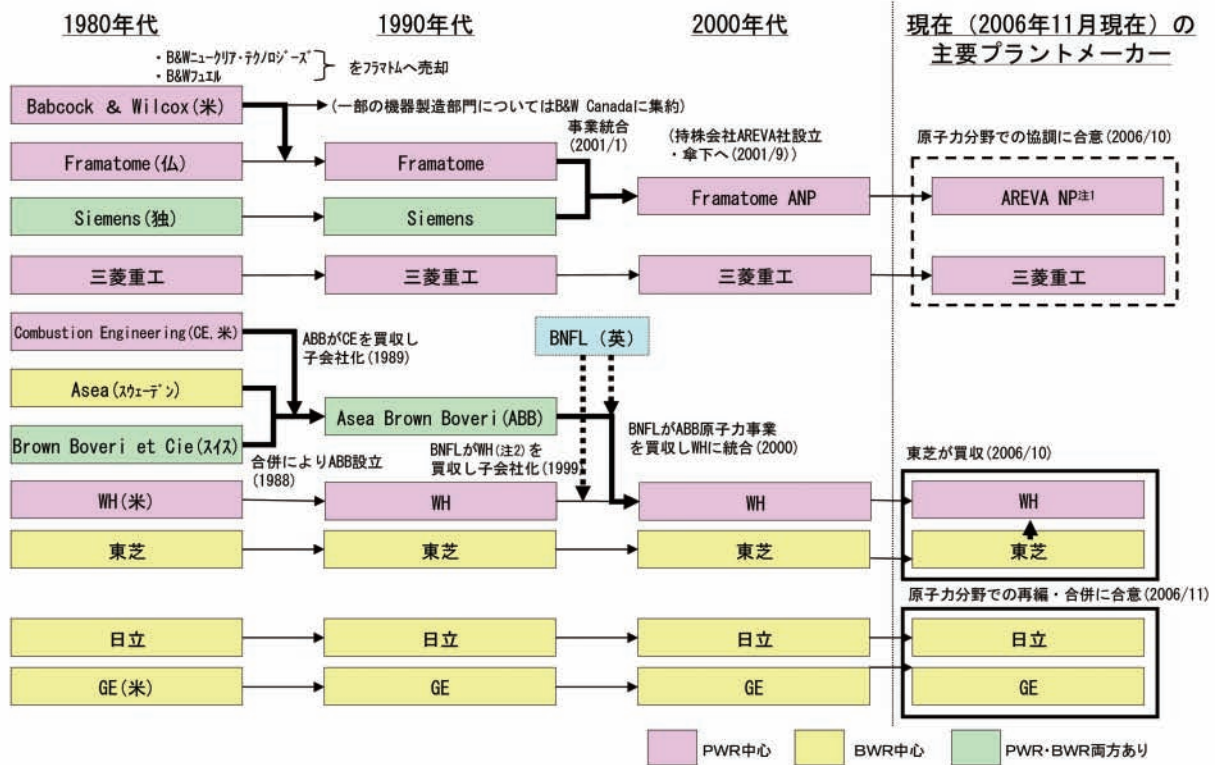 1980年代
1990年代
2000年代
現在（2006年11月現在）の
主要プラントメーカー
・B&Wニュークリア・テクノロジーズ
・B&Wフュエル
をフラマトムへ売却
Babcock & Wilcox(米)
(一部の機器製造部門についてはB&W Canadaに集約)
事業統合
(2001/1)
(持株会社AREVA社設立
・傘下へ(2001/9))
原子力分野での協調に合意(2006/10)
Framatome(仏)
Framatome
Framatome ANP
AREVA NP注1
Siemens(独)
Siemens
三菱重工
三菱重工
三菱重工
三菱重工
Combustion Engineering(CE,米)
ABBがCEを買収し
子会社化(1989)
BNFL (英)
Asea(スウェーデン)
Asea Brown Boveri(ABB)
BNFLがABB原子力事業
を買収しWHに統合(2000)
Brown Boveri et Cie(スイス)
合併によりABB設立
(1988)
BNFLがWH(注2)を
買収し子会社化(1999)
東芝が買収(2006/10)
WH(米)
WH
WH
WH
東芝
東芝
東芝
東芝
原子力分野での再編・合併に合意(2006/11)
日立
日立
日立
日立
GE(米)
GE
GE
GE
PWR中心
BWR中心
PWR・BWR両方あり